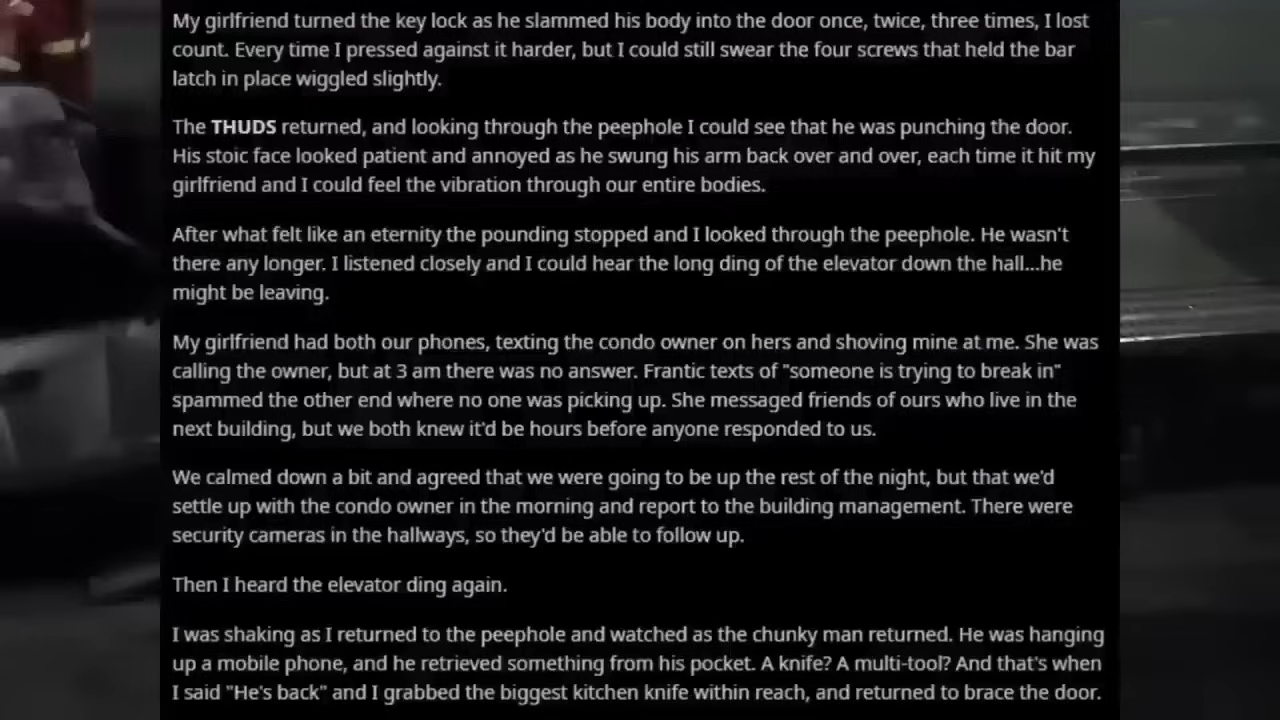 My girlfriend turned the key lock as he slammed his body into the door once, twice, three times, I lost
count. Every time I pressed against it harder, but I could still swear the four screws that held the bar
latch in place wiggled slightly.
The THUDS returned, and looking through the peephole I could see that he was punching the door.
His stoic face looked patient and annoyed as he swung his arm back over and over, each time it hit my
girlfriend and I could feel the vibration through our entire bodies.
After what felt like an eternity the pounding stopped and I looked through the peephole. He wasn't
there any longer. I listened closely and I could hear the long ding of the elevator down the hall...he
might be leaving.
My girlfriend had both our phones, texting the condo owner on hers and shoving mine at me. She was
calling the owner, but at 3 am there was no answer. Frantic texts of "someone is trying to break in"
spammed the other end where no one was picking up. She messaged friends of ours who live in the
next building, but we both knew it'd be hours before anyone responded to us.
We calmed down a bit and agreed that we were going to be up the rest of the night, but that we'd
settle up with the condo owner in the morning and report to the building management. There were
security cameras in the hallways, so they'd be able to follow up.
Then I heard the elevator ding again.
I was shaking as I returned to the peephole and watched as the chunky man returned. He was hanging
up a mobile phone, and he retrieved something from his pocket. A knife? A multi-tool? And that's when
I said "He's back" and I grabbed the biggest kitchen knife within reach, and returned to brace the door.